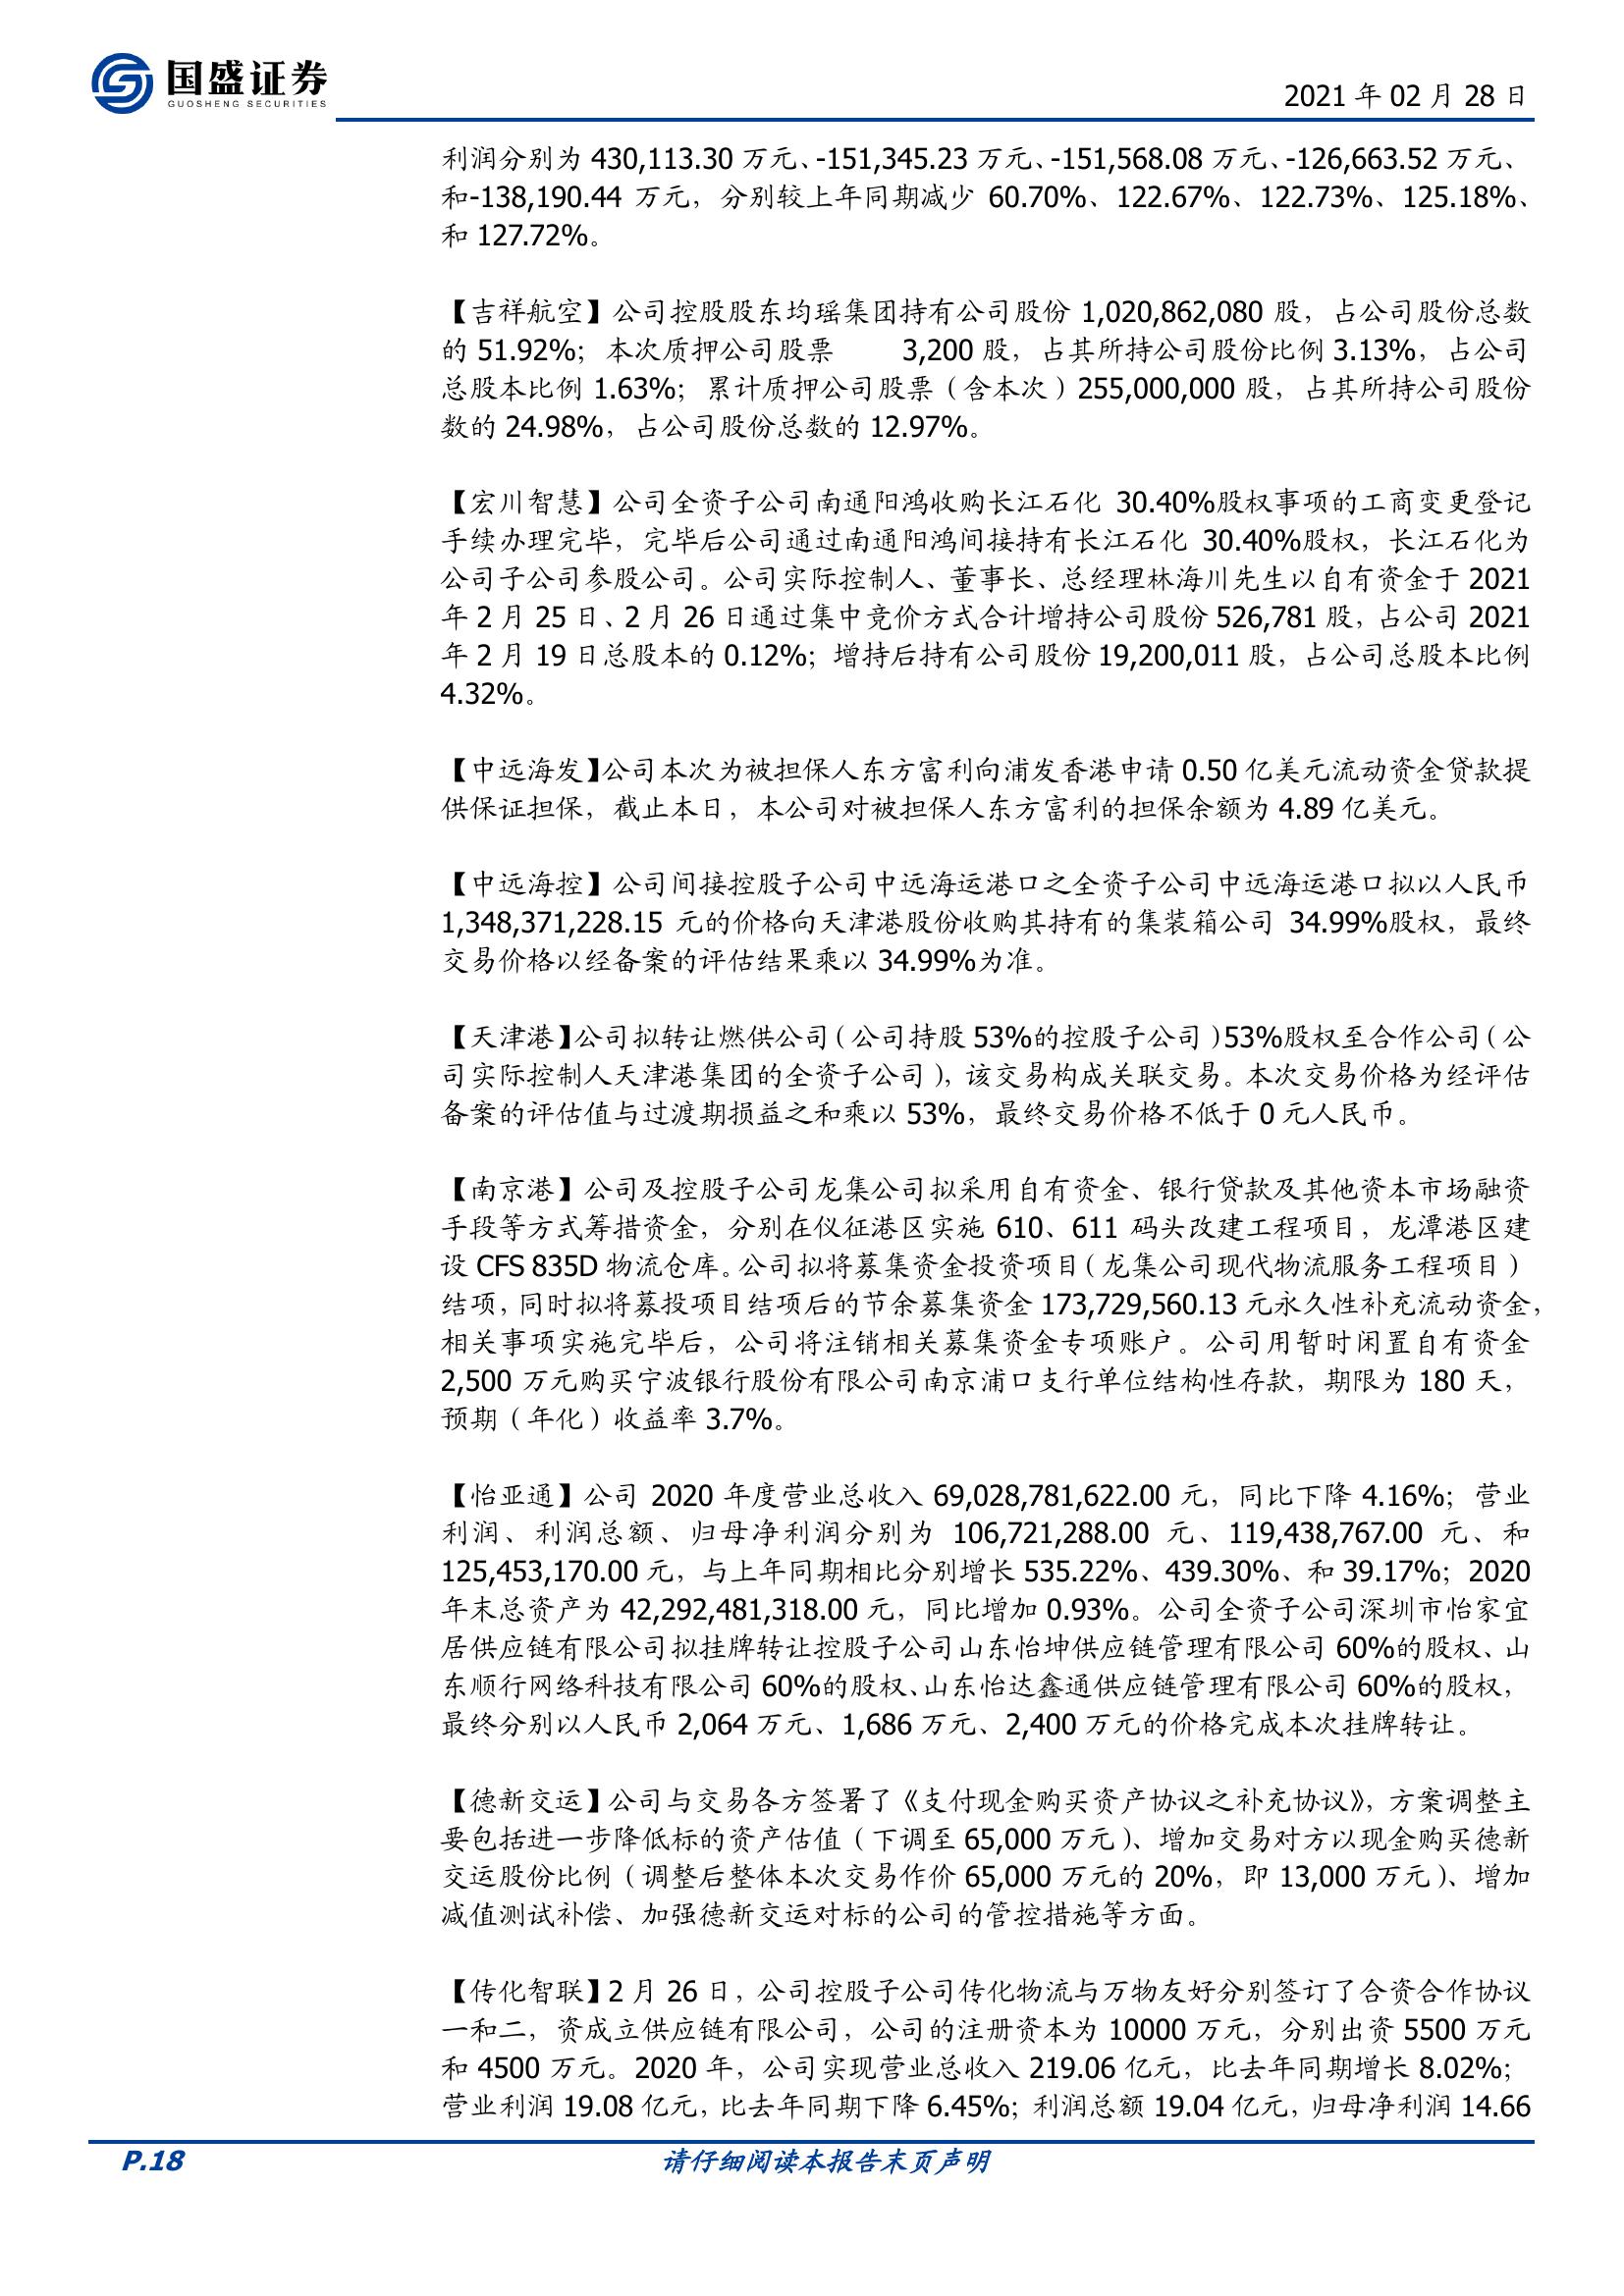 国盛证券
GUOSHENG SECURITIES
2021 年 02 月 28 日
利润分别为 430,113.30 万元、-151,345.23 万元、-151,568.08 万元、-126,663.52 万元、
和-138,190.44 万元，分别较上年同期减少 60.70%、122.67%、122.73%、125.18%、
和 127.72%。
【吉祥航空】公司控股股东均瑶集团持有公司股份 1,020,862,080 股，占公司股份总数
的 51.92%；本次质押公司股票 3,200 股，占其所持公司股份比例 3.13%，占公司
总股本比例 1.63%；累计质押公司股票（含本次）255,000,000 股，占其所持公司股份
数的 24.98%，占公司股份总数的 12.97%。
【宏川智慧】公司全资子公司南通阳鸿收购长江石化 30.40%股权事项的工商变更登记
手续办理完毕，完毕后公司通过南通阳鸿间接持有长江石化 30.40%股权，长江石化为
公司子公司参股公司。公司实际控制人、董事长、总经理林海川先生以自有资金于 2021
年 2 月 25 日、2 月 26 日通过集中竞价方式合计增持公司股份 526,781 股，占公司 2021
年 2 月 19 日总股本的 0.12%；增持后持有公司股份 19,200,011 股，占公司总股本比例
4.32%。
【中远海发】公司本次为被担保人东方富利向浦发香港申请 0.50 亿美元流动资金贷款提
供保证担保，截止本日，本公司对被担保人东方富利的担保余额为 4.89 亿美元。
【中远海控】公司间接控股子公司中远海运港口之全资子公司中远海运港口拟以人民币
1,348,371,228.15 元的价格向天津港股份收购其持有的集装箱公司 34.99%股权，最终
交易价格以经备案的评估结果乘以 34.99%为准。
【天津港】公司拟转让燃供公司（公司持股 53%的控股子公司）53%股权至合作公司（公
司实际控制人天津港集团的全资子公司），该交易构成关联交易。本次交易价格为经评估
备案的评估值与过渡期损益之和乘以 53%，最终交易价格不低于 0 元人民币。
【南京港】公司及控股子公司龙集公司拟采用自有资金、银行贷款及其他资本市场融资
手段等方式筹措资金，分别在仪征港区实施 610、611 码头改建工程项目，龙潭港区建
设 CFS 835D 物流仓库。公司拟将募集资金投资项目（龙集公司现代物流服务工程项目）
结项，同时拟将募投项目结项后的节余募集资金 173,729,560.13 元永久性补充流动资金，
相关事项实施完毕后，公司将注销相关募集资金专项账户。公司用暂时闲置自有资金
2,500 万元购买宁波银行股份有限公司南京浦口支行单位结构性存款，期限为 180 天，
预期（年化）收益率 3.7%。
【怡亚通】公司 2020 年度营业总收入 69,028,781,622.00 元，同比下降 4.16%；营业
利润、利润总额、归母净利润分别为 106,721,288.00 元、119,438,767.00 元、和
125,453,170.00 元，与上年同期相比分别增长 535.22%、439.30%、和 39.17%；2020
年末总资产为 42,292,481,318.00 元，同比增加 0.93%。公司全资子公司深圳市怡家宜
居供应链有限公司拟挂牌转让控股子公司山东怡坤供应链管理有限公司 60%的股权、山
东顺行网络科技有限公司 60%的股权、山东怡达鑫通供应链管理有限公司 60%的股权，
最终分别以人民币 2,064 万元、1,686 万元、2,400 万元的价格完成本次挂牌转让。
【德新交运】公司与交易各方签署了《支付现金购买资产协议之补充协议》，方案调整主
要包括进一步降低标的资产估值（下调至 65,000 万元）、增加交易对方以现金购买德新
交运股份比例（调整后整体本次交易作价 65,000 万元的 20%，即 13,000 万元）、增加
减值测试补偿、加强德新交运对标的公司的管控措施等方面。
【传化智联】2 月 26 日，公司控股子公司传化物流与万物友好分别签订了合资合作协议
一和二，资成立供应链有限公司，公司的注册资本为 10000 万元，分别出资 5500 万元
和 4500 万元。2020 年，公司实现营业总收入 219.06 亿元，比去年同期增长 8.02%；
营业利润 19.08 亿元，比去年同期下降 6.45%；利润总额 19.04 亿元，归母净利润 14.66
P.18
请仔细阅读本报告末页声明